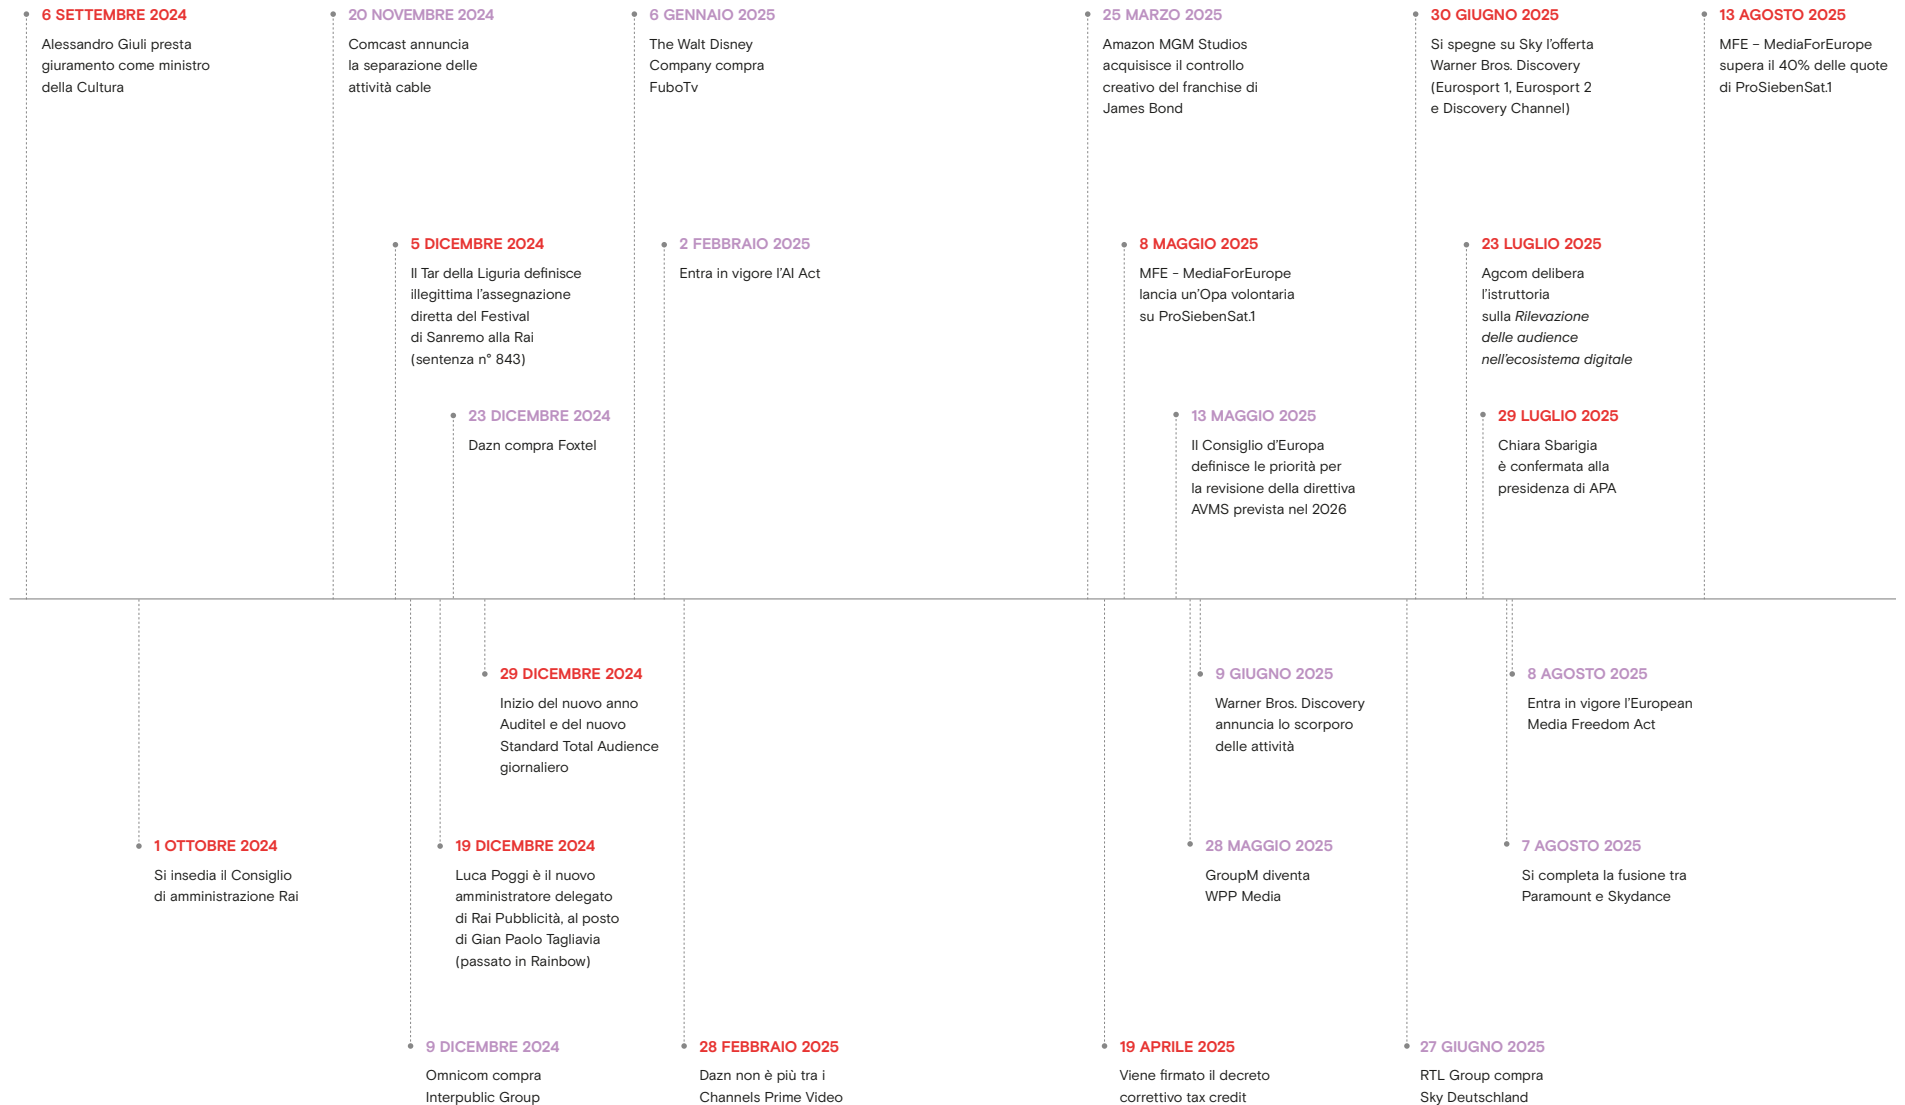 6 SETTEMBRE 2024
Alessandro Giuli presta
giuramento come ministro
della Cultura
20 NOVEMBRE 2024
Comcast annuncia
la separazione delle
attività cable
6 GENNAIO 2025
The Walt Disney
Company compra
FuboTv
25 MARZO 2025
Amazon MGM Studios
acquisisce il controllo
creativo del franchise di
James Bond
30 GIUGNO 2025
Si spegne su Sky l'offerta
Warner Bros. Discovery
(Eurosport 1, Eurosport 2
e Discovery Channel)
13 AGOSTO 2025
MFE – MediaForEurope
supera il 40% delle quote
di ProSiebenSat.1
5 DICEMBRE 2024
Il Tar della Liguria definisce
illegittima l'assegnazione
diretta del Festival
di Sanremo alla Rai
(sentenza n° 843)
2 FEBBRAIO 2025
Entra in vigore l'AI Act
8 MAGGIO 2025
MFE - MediaForEurope
lancia un'Opa volontaria
su ProSiebenSat.1
23 LUGLIO 2025
Agcom delibera
l'istruttoria
sulla Rilevazione
delle audience
nell'ecosistema digitale
23 DICEMBRE 2024
Dazn compra Foxtel
13 MAGGIO 2025
Il Consiglio d'Europa
definisce le priorità per
la revisione della direttiva
AVMS prevista nel 2026
29 LUGLIO 2025
Chiara Sbarigia
è confermata alla
presidenza di APA
29 DICEMBRE 2024
Inizio del nuovo anno
Auditel e del nuovo
Standard Total Audience
giornaliero
9 GIUGNO 2025
Warner Bros. Discovery
annuncia lo scorporo
delle attività
8 AGOSTO 2025
Entra in vigore l'European
Media Freedom Act
1 OTTOBRE 2024
Si insedia il Consiglio
di amministrazione Rai
19 DICEMBRE 2024
Luca Poggi è il nuovo
amministratore delegato
di Rai Pubblicità, al posto
di Gian Paolo Tagliavia
(passato in Rainbow)
28 MAGGIO 2025
GroupM diventa
WPP Media
7 AGOSTO 2025
Si completa la fusione tra
Paramount e Skydance
9 DICEMBRE 2024
Omnicom compra
Interpublic Group
28 FEBBRAIO 2025
Dazn non è più tra i
Channels Prime Video
19 APRILE 2025
Viene firmato il decreto
correttivo tax credit
27 GIUGNO 2025
RTL Group compra
Sky Deutschland